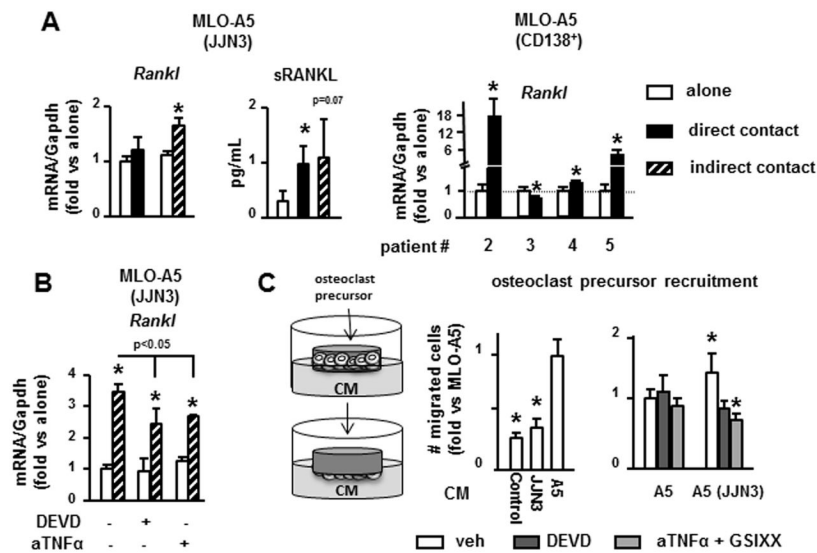 A
MLO-A5
(JJN3)
MLO-A5
(CD138+)
Rankl
sRANKL
Rankl
p=0.07
mRNA/Gapdh
(fold vs alone)
2
1
0
*
pg/mL
2
1
0
*
mRNA/Gapdh
(fold vs alone)
18
12
6
1
0
*
*
*
*
alone
direct contact
indirect contact
patient #
2 3 4 5
B
MLO-A5
(JJN3)
Rankl
p<0.05
mRNA/Gapdh
(fold vs alone)
4
3
2
1
0
*
*
*
DEVD - + -
aTNFα - - +
C
osteoclast precursor recruitment
osteoclast
precursor
CM
CM
# migrated cells
(fold vs MLO-A5)
1
0
*
*
CM
Control
JJN3
A5
2
1
0
*
*
A5
A5 (JJN3)
veh
DEVD
aTNFα + GSIXX